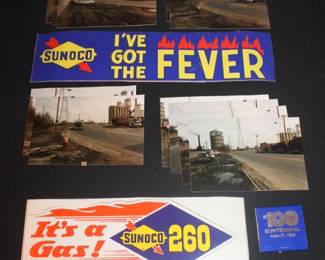 SUNOCO
I'VE
GOT
THE
FEVER
It's a
Gas!
SUNOCO
260
100
SUNTENNIAL